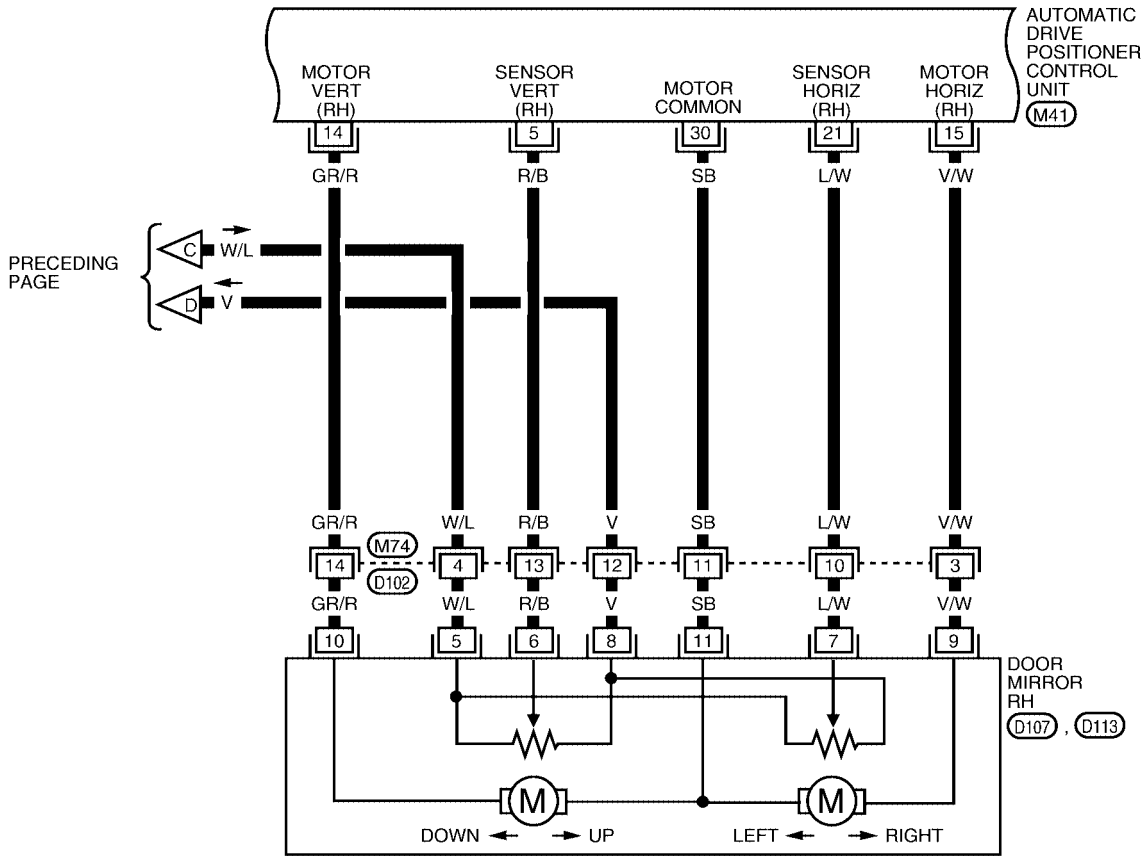 AUTOMATIC
DRIVE
POSITIONER
CONTROL
UNIT
M41
MOTOR
VERT
(RH)
SENSOR
VERT
(RH)
MOTOR
COMMON
SENSOR
HORIZ
(RH)
MOTOR
HORIZ
(RH)
14 5 30 21 15
GR/R R/B SB L/W V/W
PRECEDING
PAGE
C W/L
D V
GR/R W/L R/B V SB L/W V/W
M74
14 4 13 12 11 10 3
D102
GR/R W/L R/B V SB L/W V/W
10 5 6 8 11 7 9
DOOR
MIRROR
RH
D107 , D113
M M
DOWN UP LEFT RIGHT